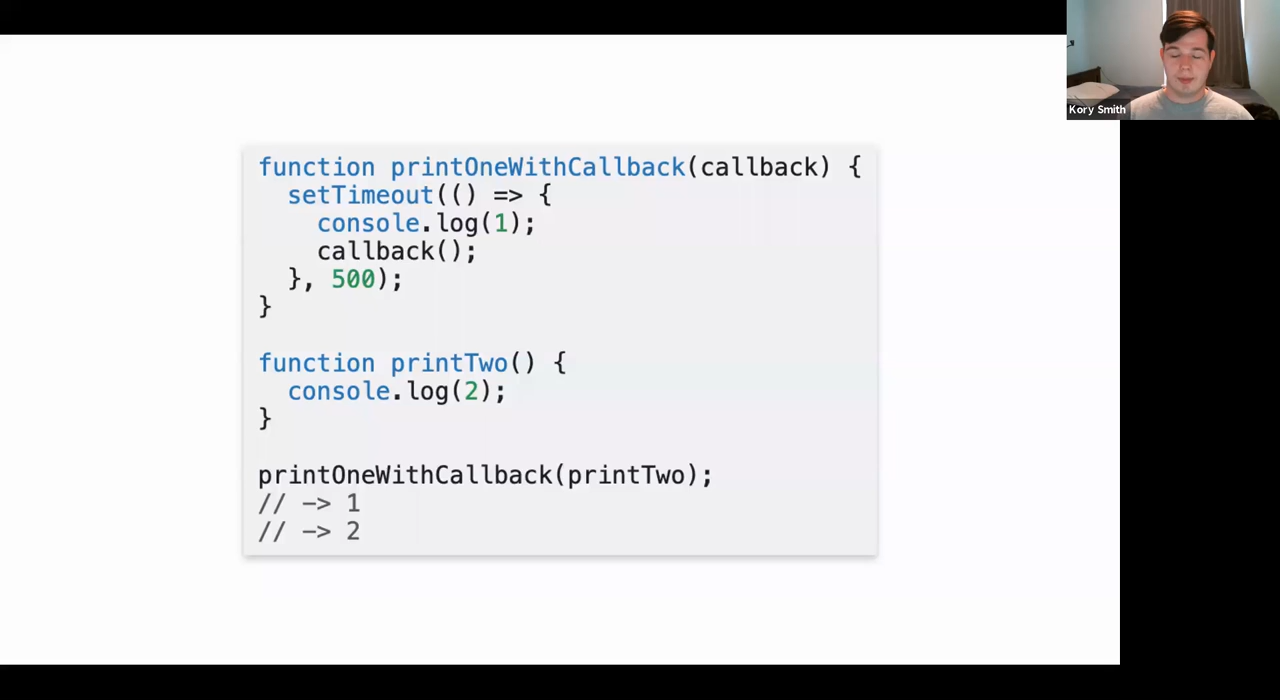 Kory Smith
function printOneWithCallback(callback) {
  setTimeout(() => {
    console.log(1);
    callback();
  }, 500);
}

function printTwo() {
  console.log(2);
}

printOneWithCallback(printTwo);
// -> 1
// -> 2